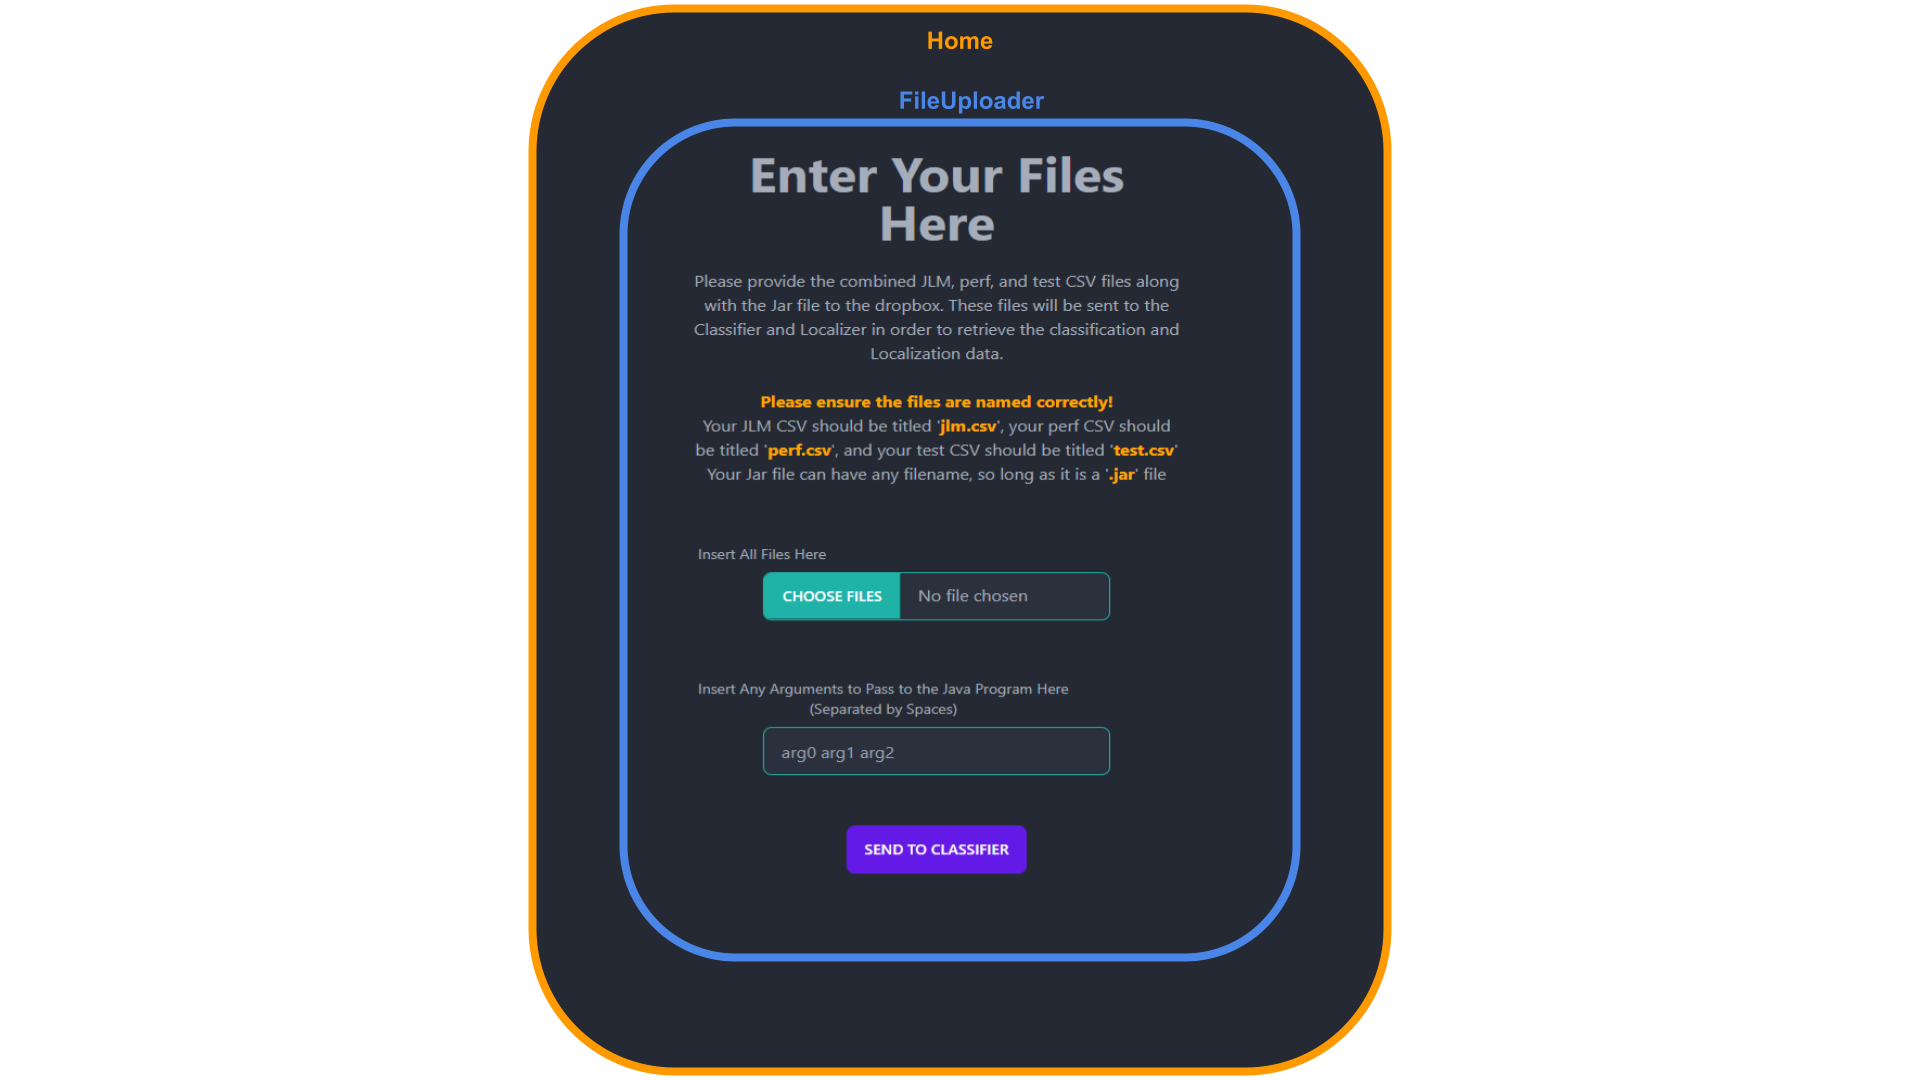 Home
FileUploader
Enter Your Files
Here
Please provide the combined JLM, perf, and test CSV files along
with the Jar file to the dropbox. These files will be sent to the
Classifier and Localizer in order to retrieve the classification and
Localization data.
Please ensure the files are named correctly!
Your JLM CSV should be titled 'jlm.csv', your perf CSV should
be titled 'perf.csv', and your test CSV should be titled 'test.csv'
Your Jar file can have any filename, so long as it is a '.jar' file
Insert All Files Here
CHOOSE FILES No file chosen
Insert Any Arguments to Pass to the Java Program Here
(Separated by Spaces)
arg0 arg1 arg2
SEND TO CLASSIFIER